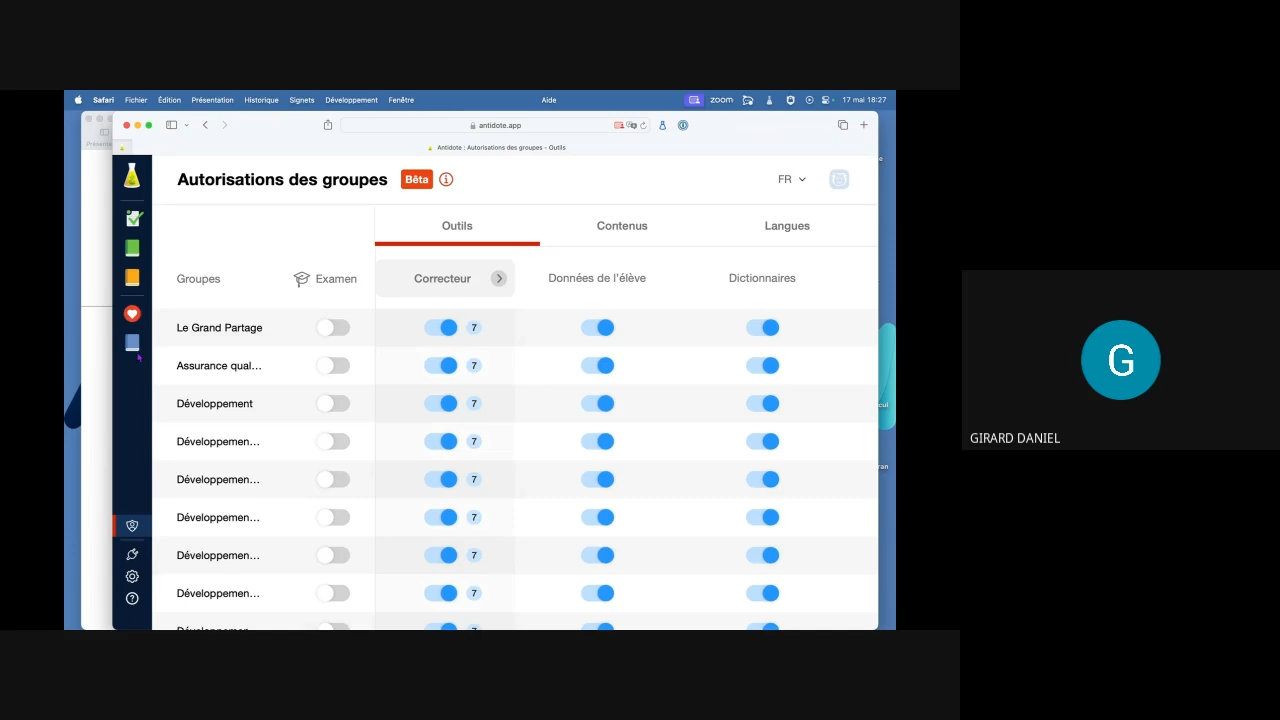 Safari Fichier Édition Présentation Historique Signets Développement Fenêtre Aide zoom 17 mai 18:27
antidote.app
Antidote : Autorisations des groupes - Outils
Autorisations des groupes Bêta FR
Outils Contenus Langues
Groupes Examen Correcteur Données de l'élève Dictionnaires
Le Grand Partage 7
Assurance qual... 7
Développement 7
Développemen... 7
Développemen... 7
Développemen... 7
Développemen... 7
Développemen... 7
Développemen... 7
G
GIRARD DANIEL